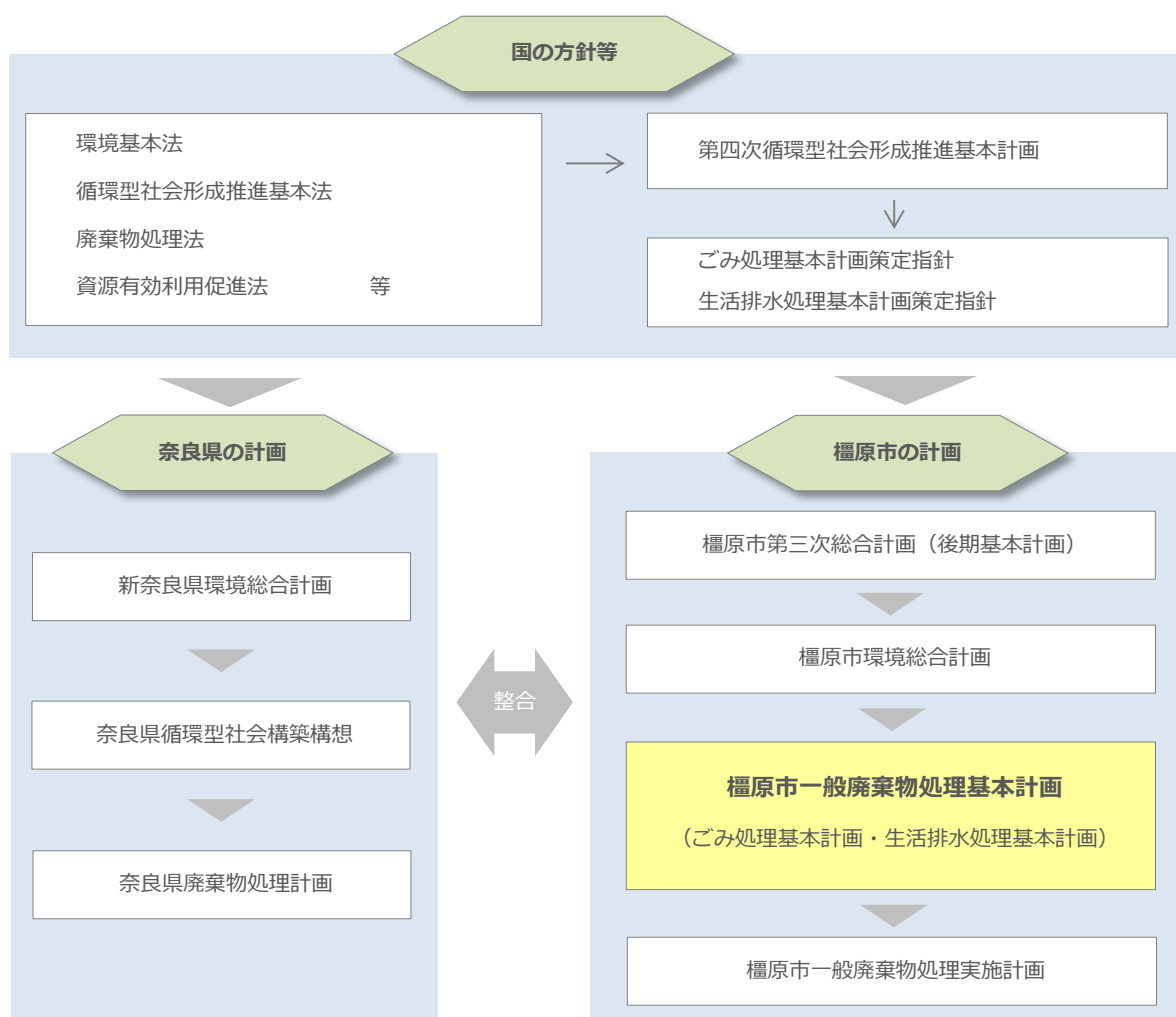 国の方針等
環境基本法
循環型社会形成推進基本法
廃棄物処理法
資源有効利用促進法 等
第四次循環型社会形成推進基本計画
ごみ処理基本計画策定指針
生活排水処理基本計画策定指針
奈良県の計画
新奈良県環境総合計画
奈良県循環型社会構築構想
奈良県廃棄物処理計画
整合
橿原市の計画
橿原市第三次総合計画（後期基本計画）
橿原市環境総合計画
橿原市一般廃棄物処理基本計画
（ごみ処理基本計画・生活排水処理基本計画）
橿原市一般廃棄物処理実施計画